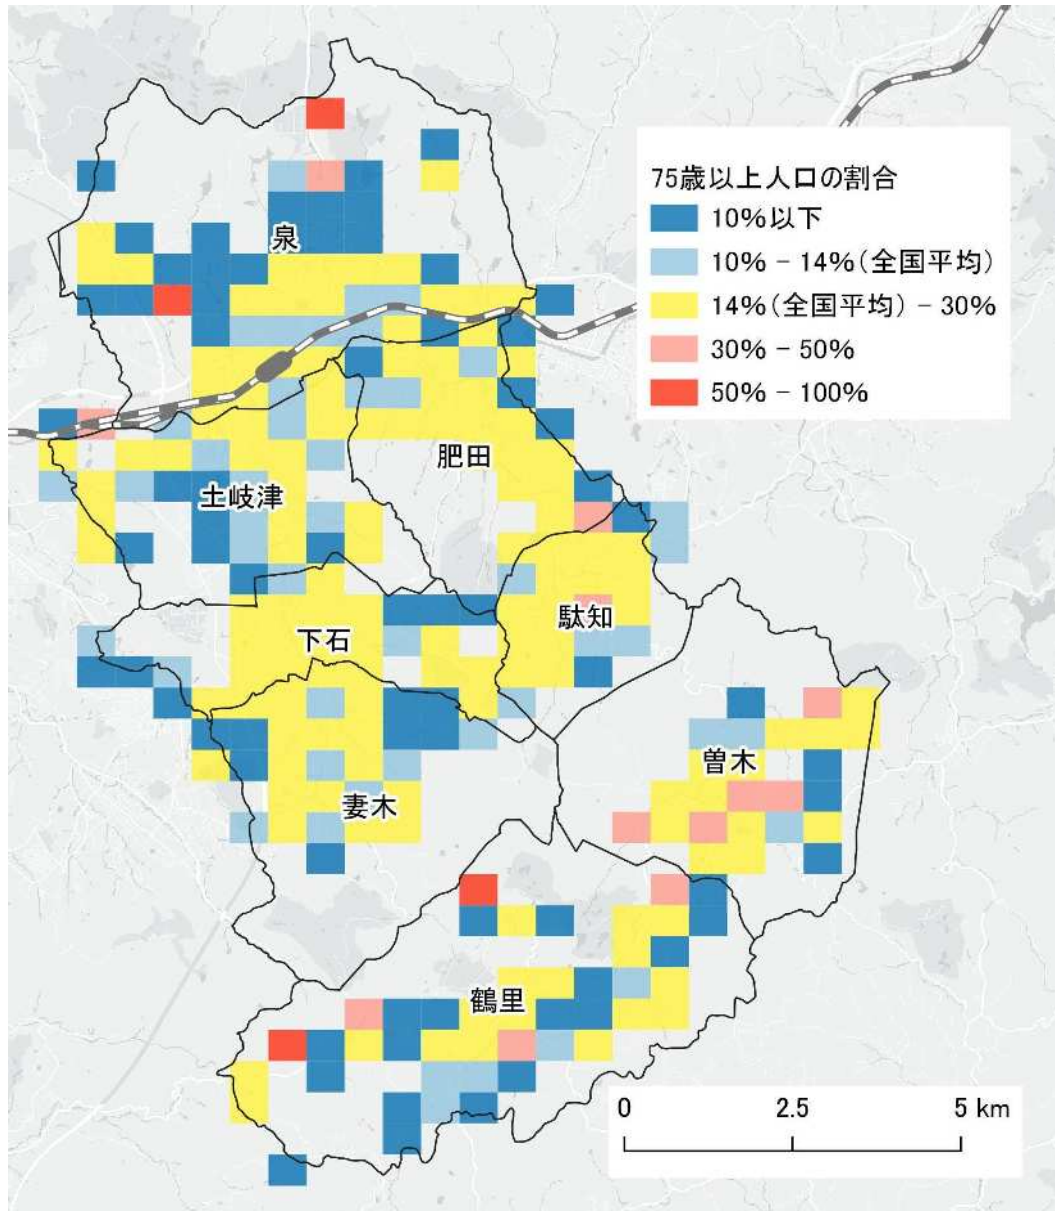 75歳以上人口の割合
10%以下
10% - 14%(全国平均)
14%(全国平均) - 30%
30% - 50%
50% - 100%
泉
肥田
土岐津
駄知
下石
曽木
妻木
鶴里
0 2.5 5 km